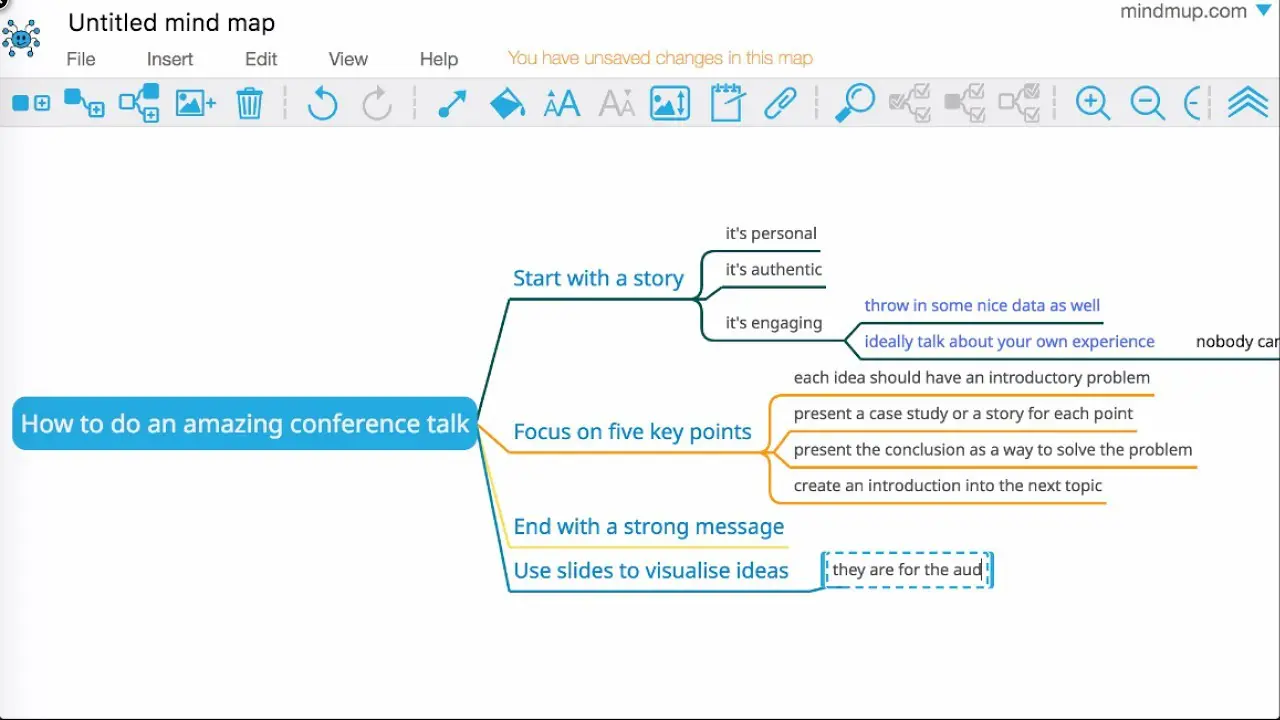 Untitled mind map
mindmup.com
File Insert Edit View Help You have unsaved changes in this map
it's personal
Start with a story
it's authentic
it's engaging
throw in some nice data as well
ideally talk about your own experience
nobody can
How to do an amazing conference talk
each idea should have an introductory problem
Focus on five key points
present a case study or a story for each point
present the conclusion as a way to solve the problem
create an introduction into the next topic
End with a strong message
Use slides to visualise ideas
they are for the aud